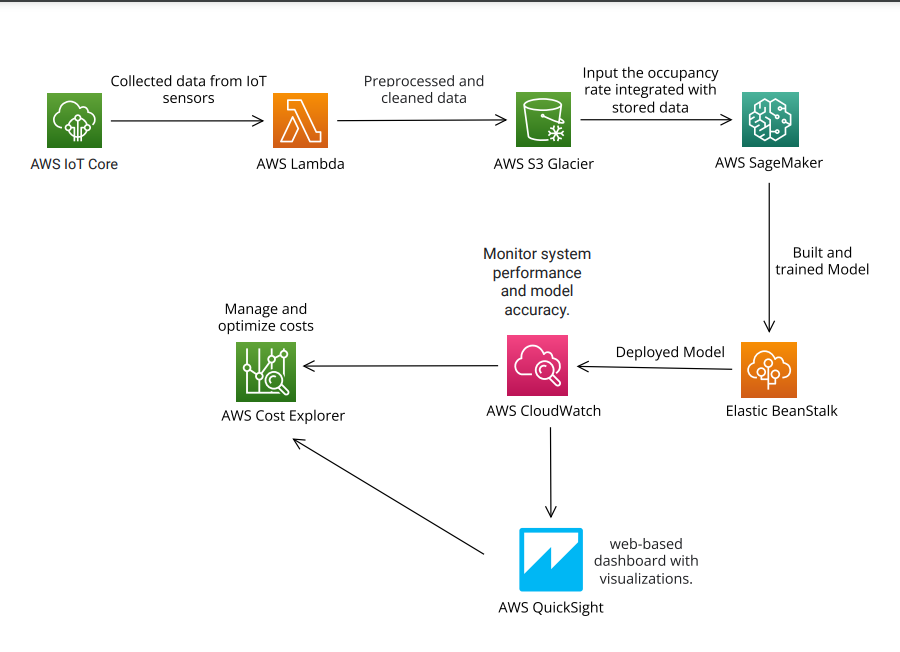 Collected data from IoT
sensors
Preprocessed and
cleaned data
Input the occupancy
rate integrated with
stored data
AWS IoT Core
AWS Lambda
AWS S3 Glacier
AWS SageMaker
Built and
trained Model
Monitor system
performance
and model
accuracy.
Manage and
optimize costs
Deployed Model
AWS Cost Explorer
AWS CloudWatch
Elastic BeanStalk
web-based
dashboard with
visualizations.
AWS QuickSight